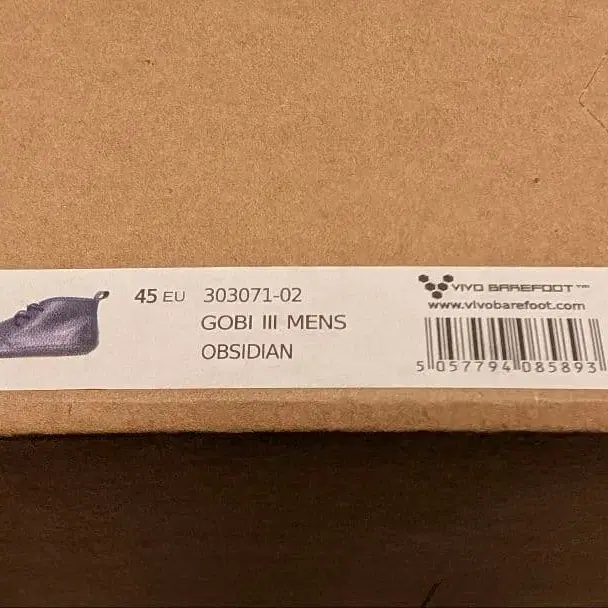 45 EU 303071-02
GOBI III MENS
OBSIDIAN
VIVO BAREFOOT™
www.vivobarefoot.com
5 057794 085893